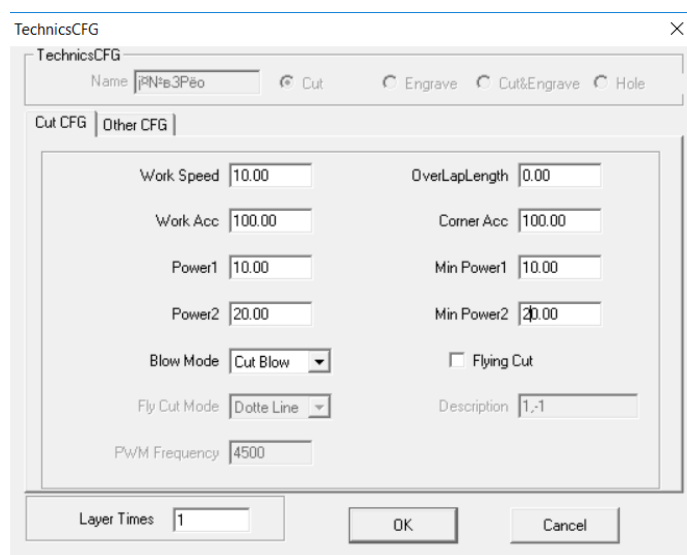 TechnicsCFG
TechnicsCFG
Name
Cut Engrave Cut&Engrave Hole
Cut CFG Other CFG
Work Speed 10.00 OverLapLength 0.00
Work Acc 100.00 Corner Acc 100.00
Power1 10.00 Min Power1 10.00
Power2 20.00 Min Power2 20.00
Blow Mode Cut Blow Flying Cut
Fly Cut Mode Dotte Line Description 1,-1
PWM Frequency 4500
Layer Times 1 OK Cancel